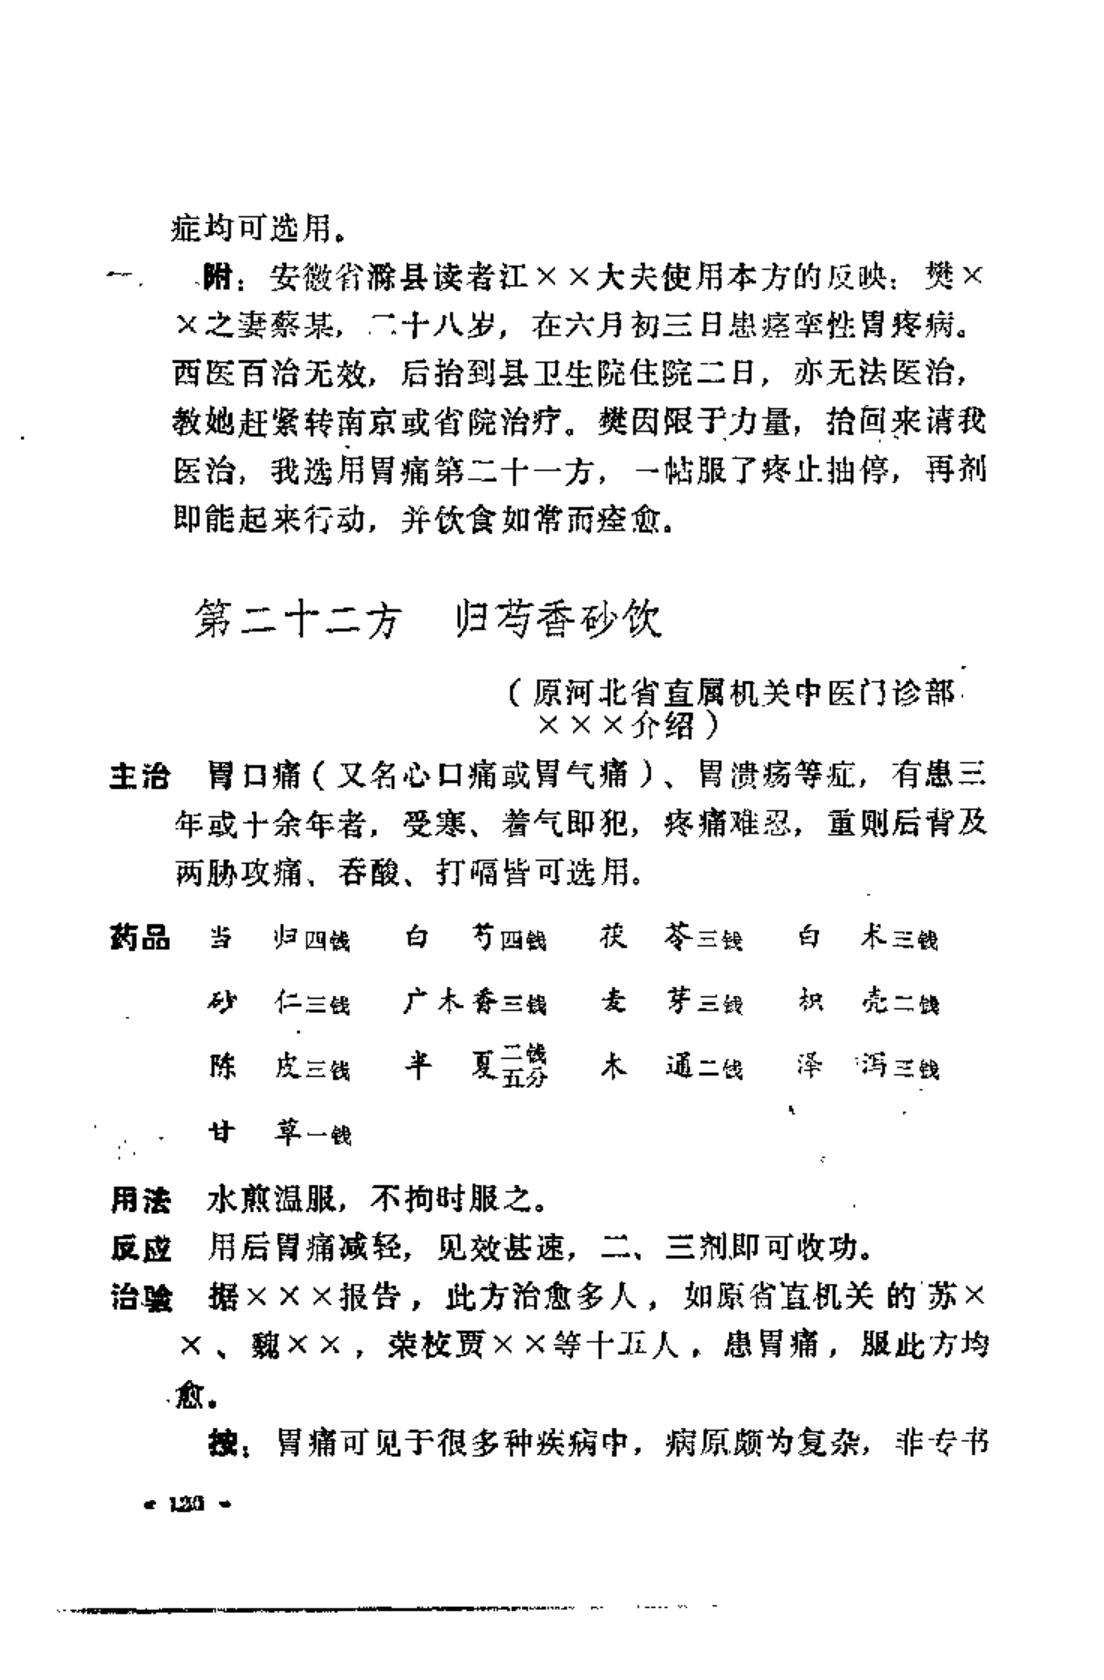 症均可选用。
附：安徽省滁县读者江××大夫使用本方的反映：樊×
×之妻蔡某，二十八岁，在六月初三日患痉挛性胃疼病。
西医百治无效，后抬到县卫生院住院二日，亦无法医治，
教她赶紧转南京或省院治疗。樊因限于力量，抬回来请我
医治，我选用胃痛第二十一方，一帖服了疼止抽停，再剂
即能起来行动，并饮食如常而痊愈。
第二十二方 归芍香砂饮
（原河北省直属机关中医门诊部
×××介绍）
主治 胃口痛（又名心口痛或胃气痛）、胃溃疡等症，有患三
年或十余年者，受寒、着气即犯，疼痛难忍，重则后背及
两胁攻痛、吞酸、打嗝皆可选用。
药品 当归四钱 白芍四钱 茯苓三钱 白术三钱
砂仁三钱 广木香三钱 麦芽三钱 枳壳二钱
陈皮三钱 半夏二钱五分 木通二钱 泽泻三钱
甘草一钱
用法 水煎温服，不拘时服之。
反应 用后胃痛减轻，见效甚速，二、三剂即可收功。
治验 据×××报告，此方治愈多人，如原省直机关的苏×
×、魏××，荣校贾××等十五人，患胃痛，服此方均
愈。
按：胃痛可见于很多种疾病中，病原颇为复杂，非专书
• 120 •